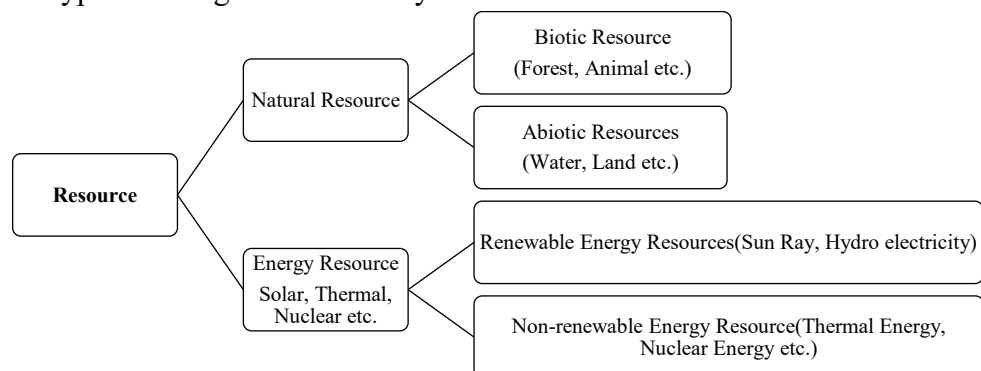 Biotic Resource
(Forest, Animal etc.)
Natural Resource
Abiotic Resources
(Water, Land etc.)
Resource
Renewable Energy Resources(Sun Ray, Hydro electricity)
Energy Resource
Solar, Thermal,
Nuclear etc.
Non-renewable Energy Resource(Thermal Energy,
Nuclear Energy etc.)